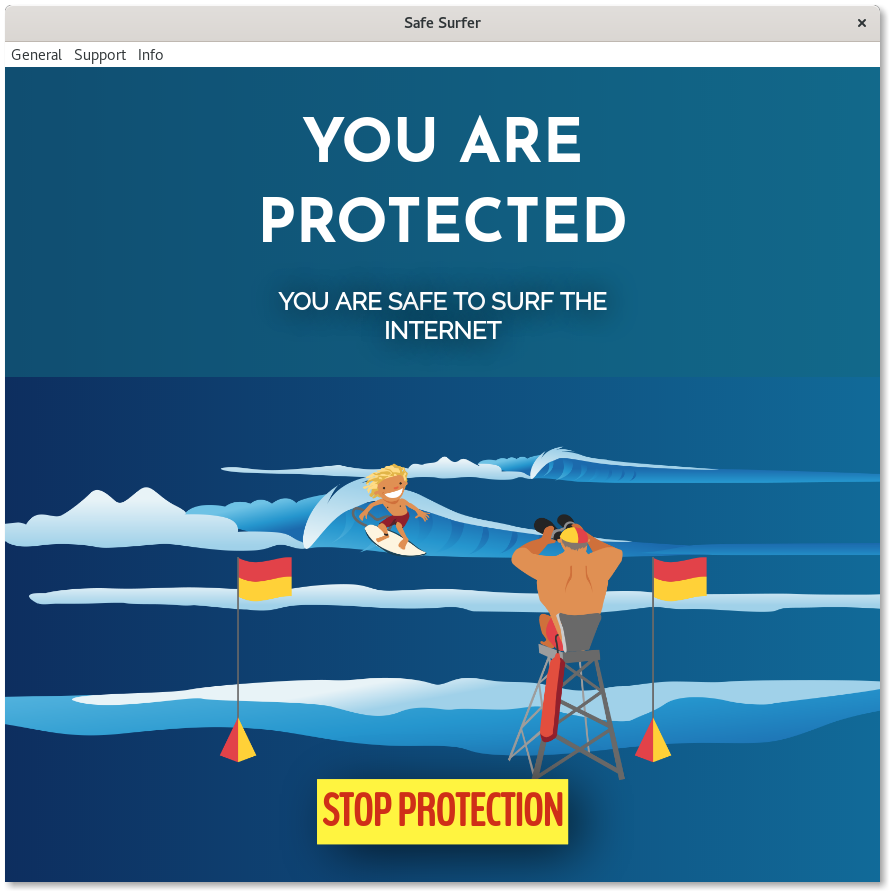 Safe Surfer ×
General Support Info
YOU ARE
PROTECTED
YOU ARE SAFE TO SURF THE
INTERNET
STOP PROTECTION